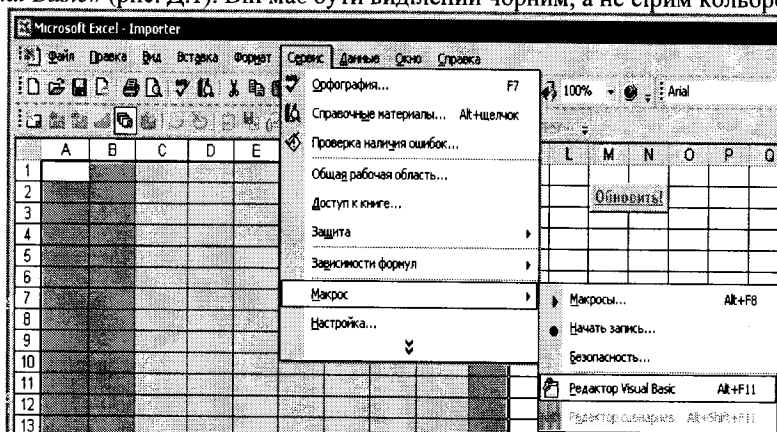 Basic» (рис. Д.1). Він має бути виділений чорним, а не сірим
Microsoft Excel - Importer
Файл Правка Вид Вставка Формат Сервис Данные Окно Справка
100% Arial
Орфография... F7
Справочные материалы... Alt+щелчок
Проверка наличия ошибок...
Общая рабочая область...
Доступ к книге...
Защита
Зависимости формул
Макрос
Настройка...
A B C D E L M N O P Q
1
2
3
4
5
6
7
8
9
10
11
12
13
Обновить!
Макросы... Alt+F8
Начать запись...
Безопасность...
Редактор Visual Basic Alt+F11
Редактор сценариев Alt+Shift+F11